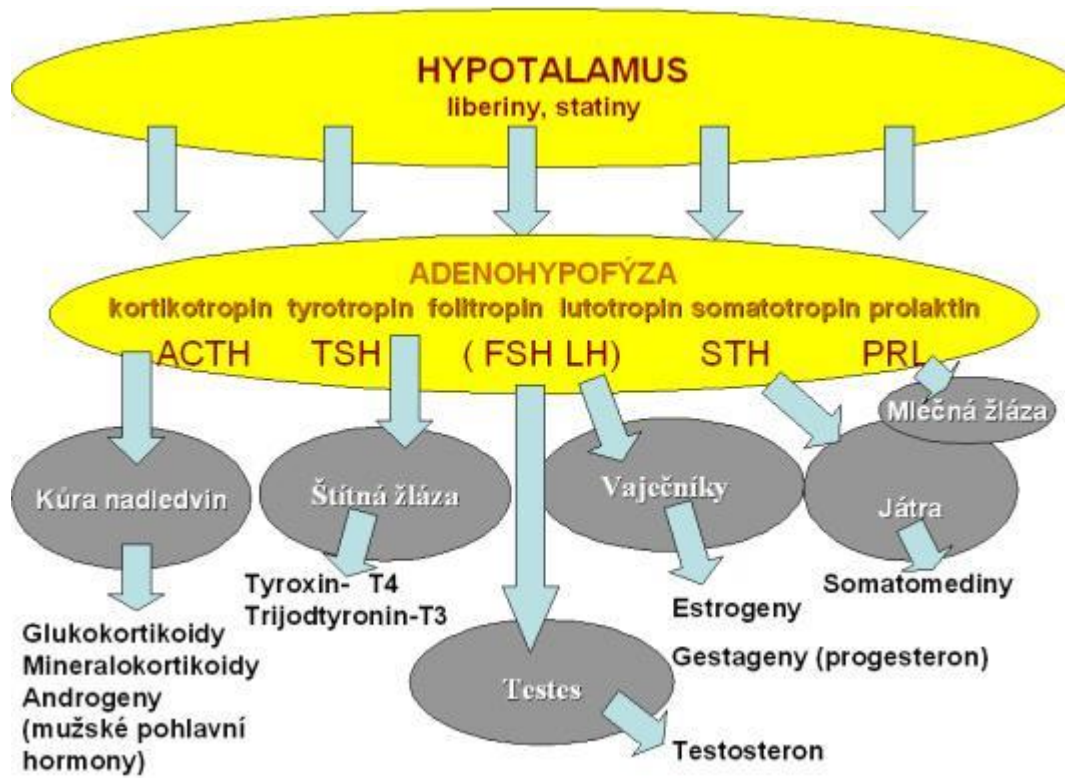 HYPOTALAMUS
liberiny, statiny
ADENOHYPOFÝZA
kortikotropin tyrotropin folitropin lutotropin somatotropin prolaktin
ACTH TSH ( FSH LH) STH PRL
Mléčná žláza
Kúra nadledvin
Štítná žláza
Vaječníky
Játra
Tyroxin- T4
Trijodtyronin-T3
Somatomediny
Estrogeny
Gestageny (progesteron)
Glukokortikoidy
Mineralokortikoidy
Androgeny
(mužské pohlavní
hormony)
Testes
Testosteron